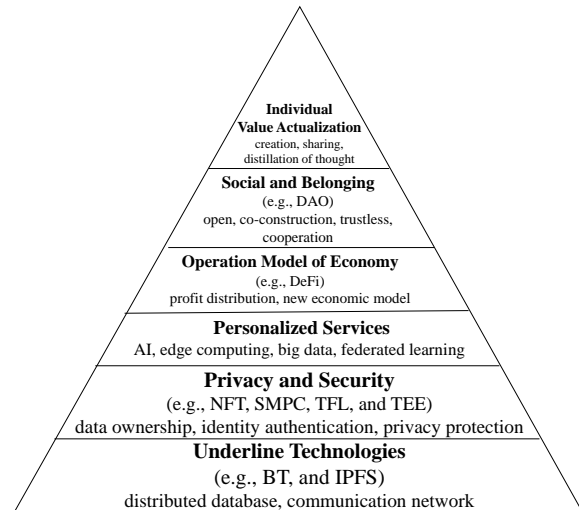 Individual
Value Actualization
creation, sharing,
distillation of thought
Social and Belonging
(e.g., DAO)
open, co-construction, trustless,
cooperation
Operation Model of Economy
(e.g., DeFi)
profit distribution, new economic model
Personalized Services
AI, edge computing, big data, federated learning
Privacy and Security
(e.g., NFT, SMPC, TFL, and TEE)
data ownership, identity authentication, privacy protection
Underline Technologies
(e.g., BT, and IPFS)
distributed database, communication network